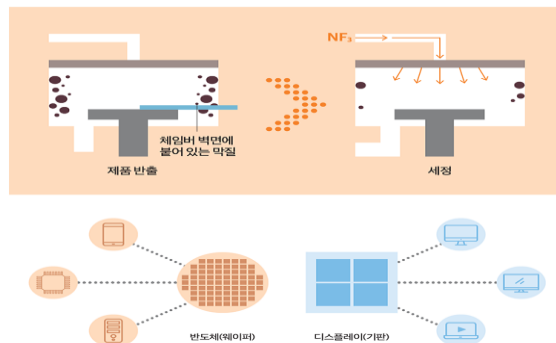 NF₃
체임버 벽면에
붙어 있는 막질
제품 반출
세정
반도체(웨이퍼)
디스플레이(기판)